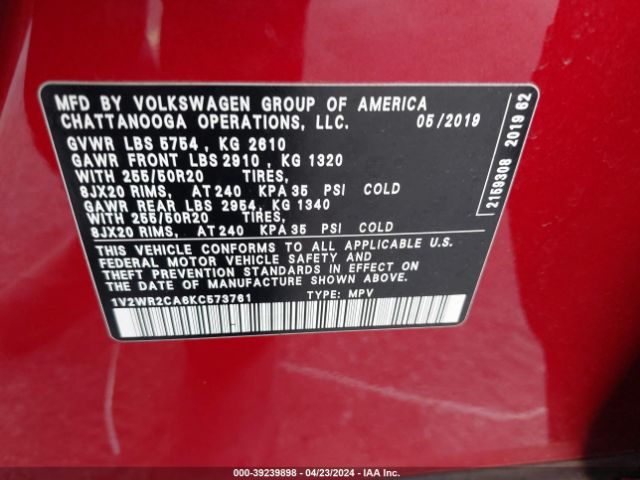 MFD BY VOLKSWAGEN GROUP OF AMERICA
CHATTANOOGA OPERATIONS, LLC. 05/2019
GVWR LBS 5754 , KG 2610
GAWR FRONT LBS 2910 , KG 1320
WITH 255/50R20 TIRES,
8JX20 RIMS, AT 240 KPA 35 PSI COLD
GAWR REAR LBS 2954, KG 1340
WITH 255/50R20 TIRES,
8JX20 RIMS, AT 240 KPA 35 PSI COLD
THIS VEHICLE CONFORMS TO ALL APPLICABLE U.S.
FEDERAL MOTOR VEHICLE SAFETY AND
THEFT PREVENTION STANDARDS IN EFFECT ON
THE DATE OF MANUFACTURE SHOWN ABOVE.
1V2WR2CA6KC573761 TYPE: MPV
2159308 2019 62
000-39239898 - 04/23/2024 - IAA Inc.